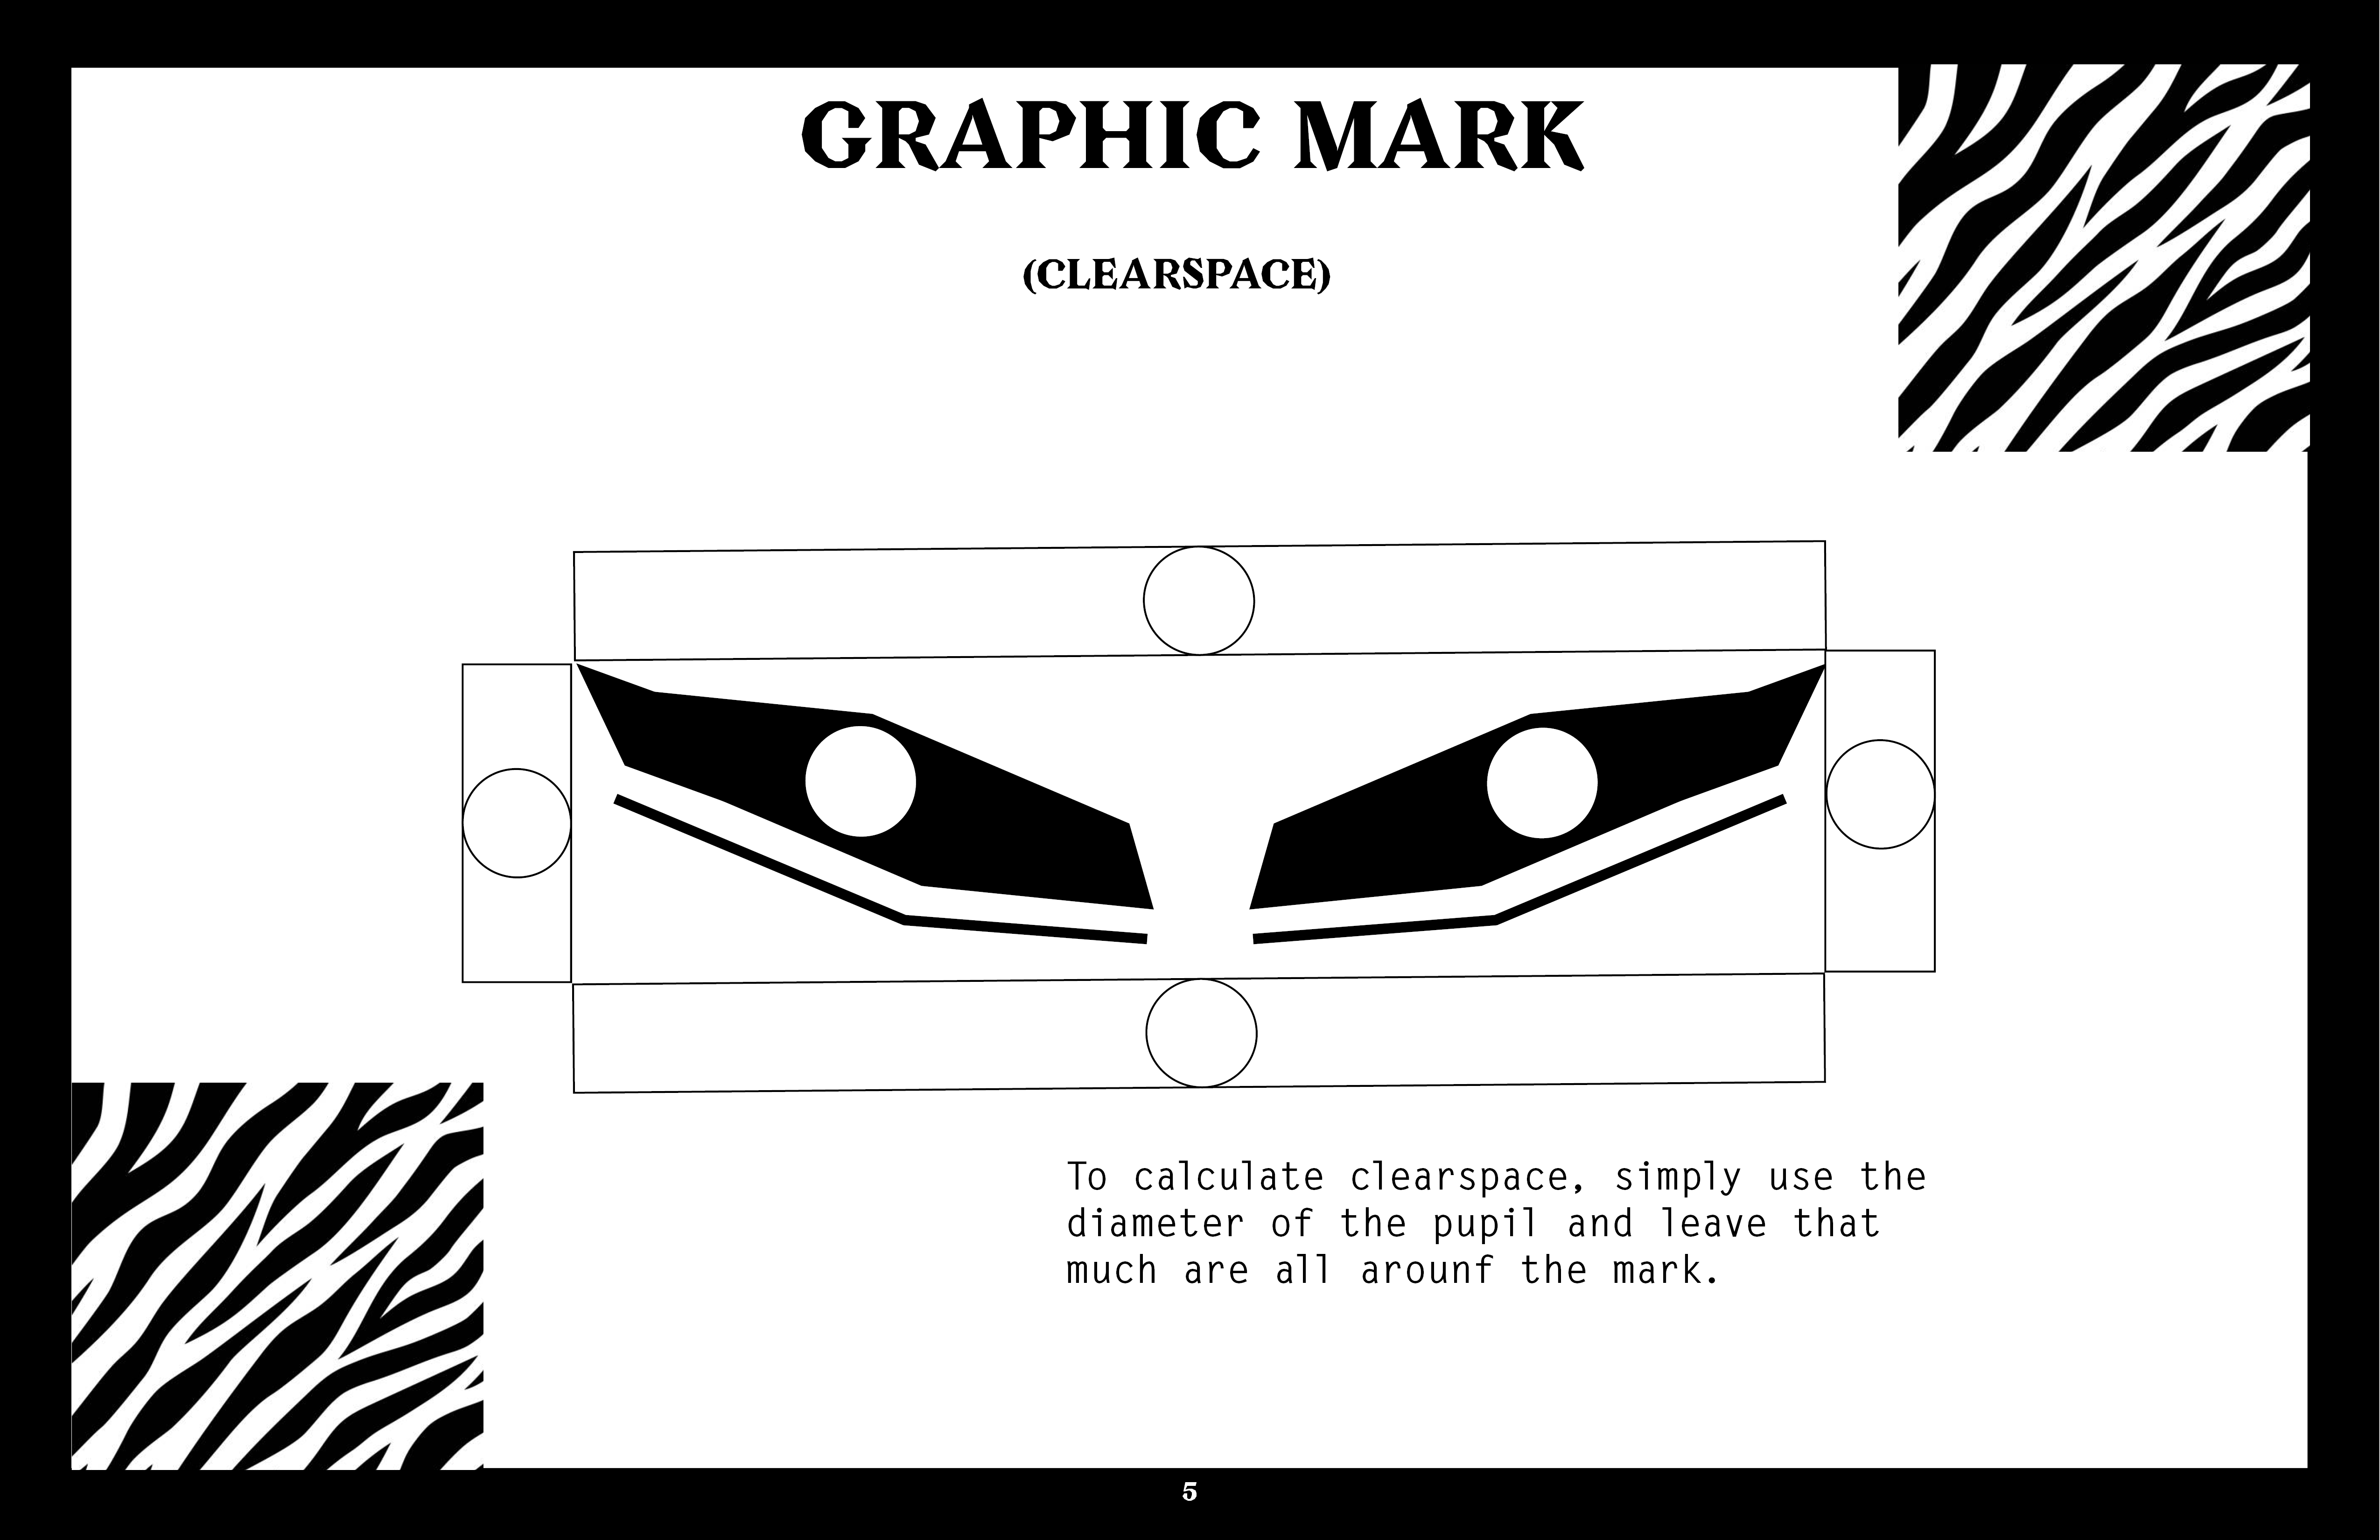 GRAPHIC MARK
(CLEARSPACE)
To calculate clearspace, simply use the
diameter of the pupil and leave that
much are all arounf the mark.
5